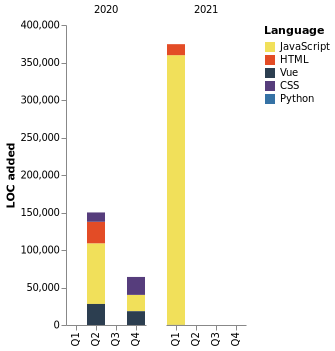 2020 2021
Language
JavaScript
HTML
Vue
CSS
Python
LOC added
400,000
350,000
300,000
250,000
200,000
150,000
100,000
50,000
0
Q1 Q2 Q3 Q4 Q1 Q2 Q3 Q4